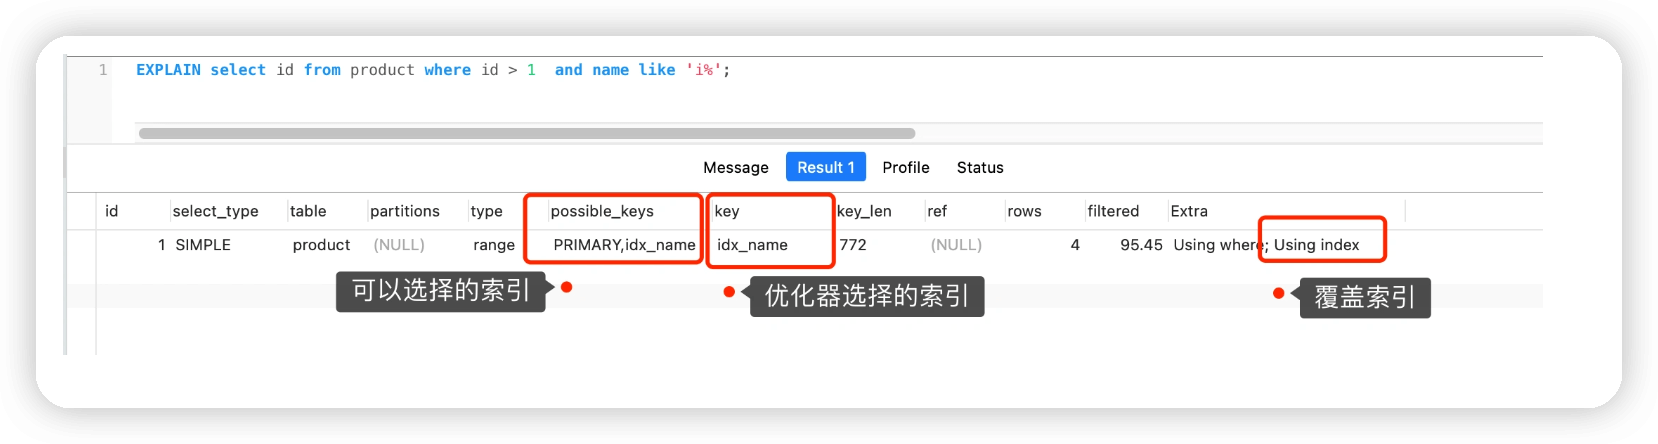 1 EXPLAIN select id from product where id > 1 and name like 'i%';
Message Result 1 Profile Status
id select_type table partitions type possible_keys key key_len ref rows filtered Extra
1 SIMPLE product (NULL) range PRIMARY,idx_name idx_name 772 (NULL) 4 95.45 Using where; Using index
可以选择的索引 优化器选择的索引 覆盖索引